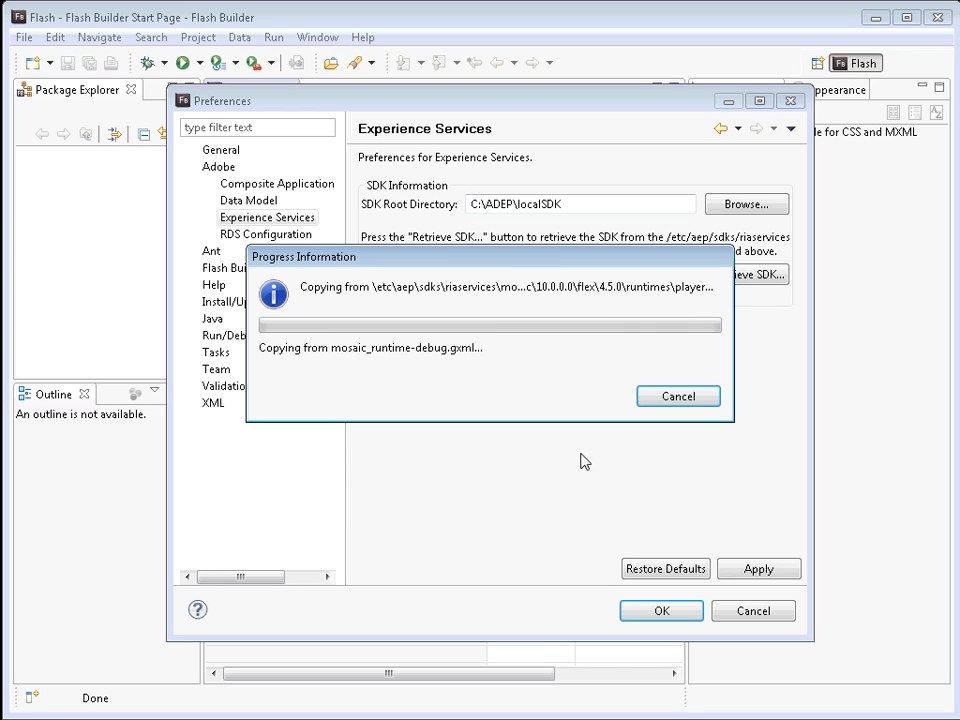 Flash - Flash Builder Start Page - Flash Builder
File Edit Navigate Search Project Data Run Window Help
Flash
Package Explorer
ppearance
Preferences
type filter text
Experience Services
le for CSS and MXML
General
Preferences for Experience Services.
Adobe
Composite Application
SDK Information
Data Model
SDK Root Directory: C:\ADEP\localSDK Browse...
Experience Services
RDS Configuration
Press the "Retrieve SDK..." button to retrieve the SDK from the /etc/aep/sdks/riaservices
Ant
d above.
Progress Information
Flash Bui
ieve SDK...
Help
Copying from \etc\aep\sdks\riaservices\mo...c\10.0.0.0\flex\4.5.0\runtimes\player...
Install/Up
Java
Run/Deb
Copying from mosaic_runtime-debug.gxml...
Tasks
Team
Validatio
Cancel
XML
Outline
An outline is not available.
Restore Defaults Apply
OK Cancel
Done